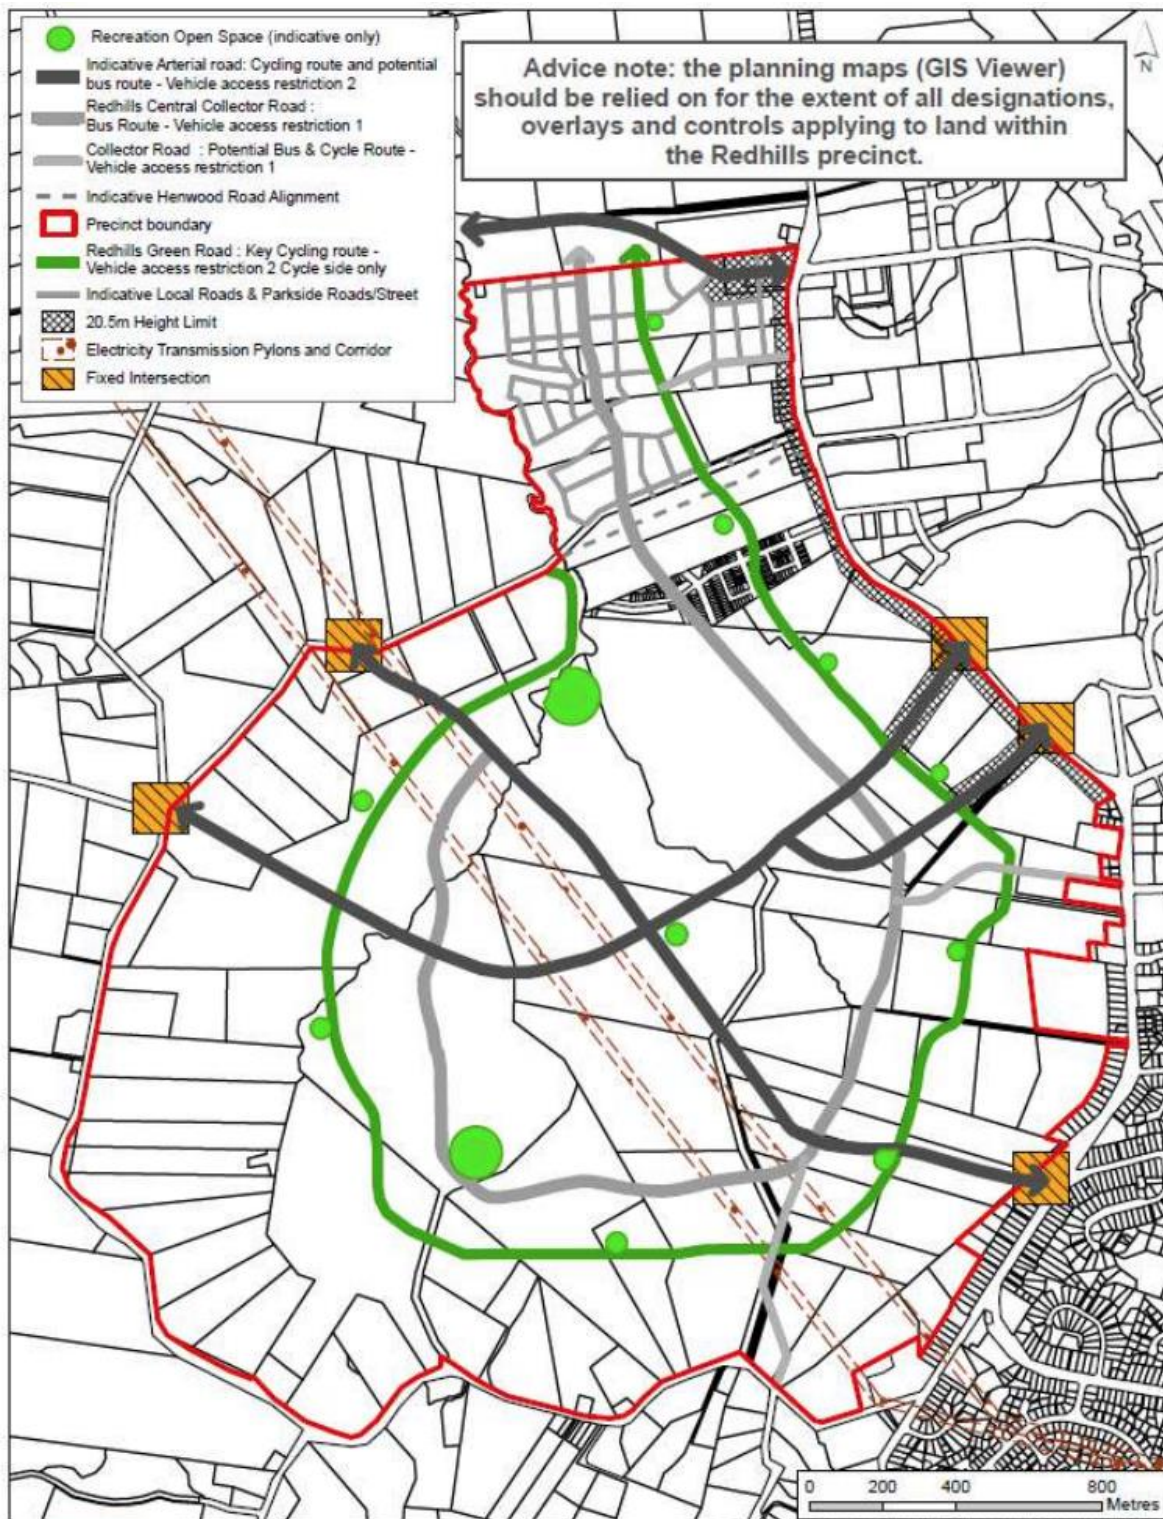 Recreation Open Space (indicative only)
Indicative Arterial road: Cycling route and potential
bus route - Vehicle access restriction 2
Redhills Central Collector Road :
Bus Route - Vehicle access restriction 1
Collector Road : Potential Bus & Cycle Route -
Vehicle access restriction 1
Indicative Henwood Road Alignment
Precinct boundary
Redhills Green Road : Key Cycling route -
Vehicle access restriction 2 Cycle side only
Indicative Local Roads & Parkside Roads/Street
20.5m Height Limit
Electricity Transmission Pylons and Corridor
Fixed Intersection
Advice note: the planning maps (GIS Viewer)
should be relied on for the extent of all designations,
overlays and controls applying to land within
the Redhills precinct.
N
0 200 400 800
Metres